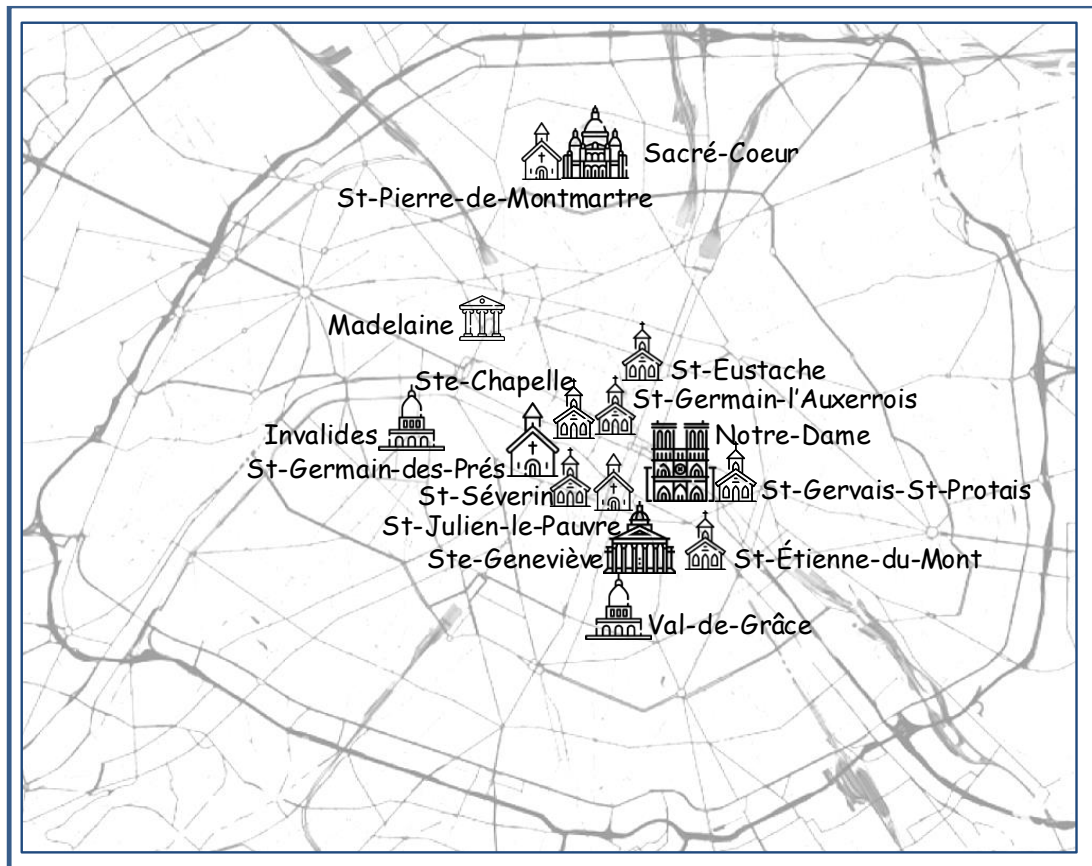 Sacré-Coeur
St-Pierre-de-Montmartre
Madelaine
St-Eustache
Ste-Chapelle
St-Germain-l'Auxerrois
Invalides
Notre-Dame
St-Germain-des-Prés
St-Séverin
St-Gervais-St-Protais
St-Julien-le-Pauvre
Ste-Geneviève
St-Étienne-du-Mont
Val-de-Grâce